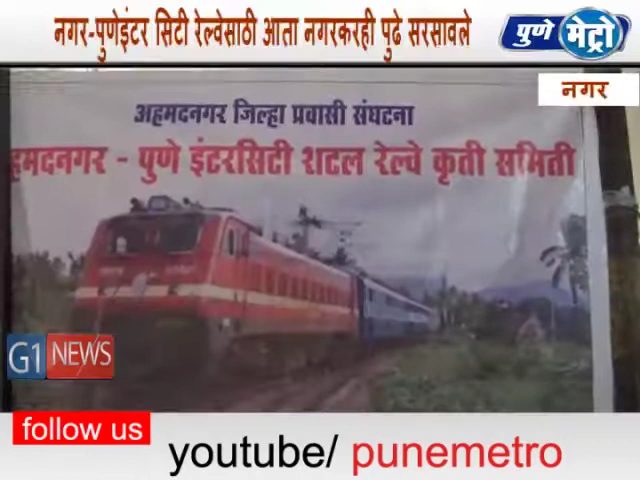 नगर-पुणेइंटर सिटी रेल्वेसाठी आता नगरकरही पुढे सरसावले
पुणे मेट्रो
नगर
अहमदनगर जिल्हा प्रवासी संघटना
हमदनगर - पुणे इंटरसिटी शटल रेल्वे कृती समिती
G1 NEWS
follow us
youtube/ punemetro